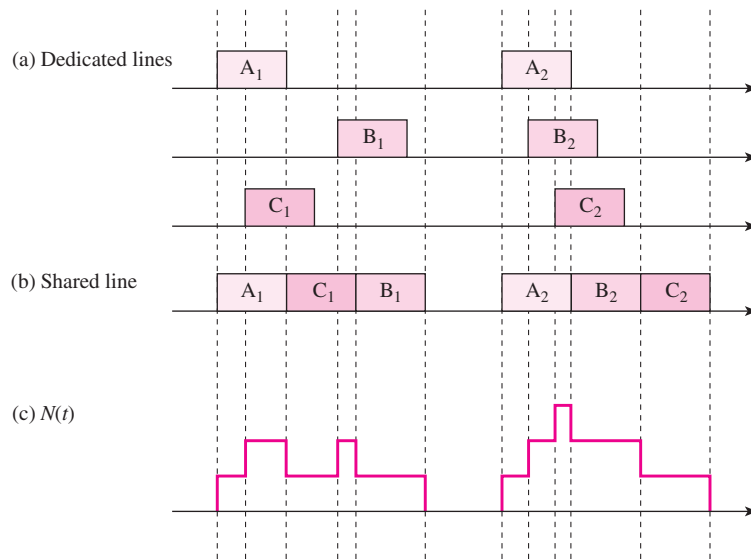 (a) Dedicated lines
A₁ A₂
B₁ B₂
C₁ C₂
(b) Shared line
A₁ C₁ B₁ A₂ B₂ C₂
(c) N(t)